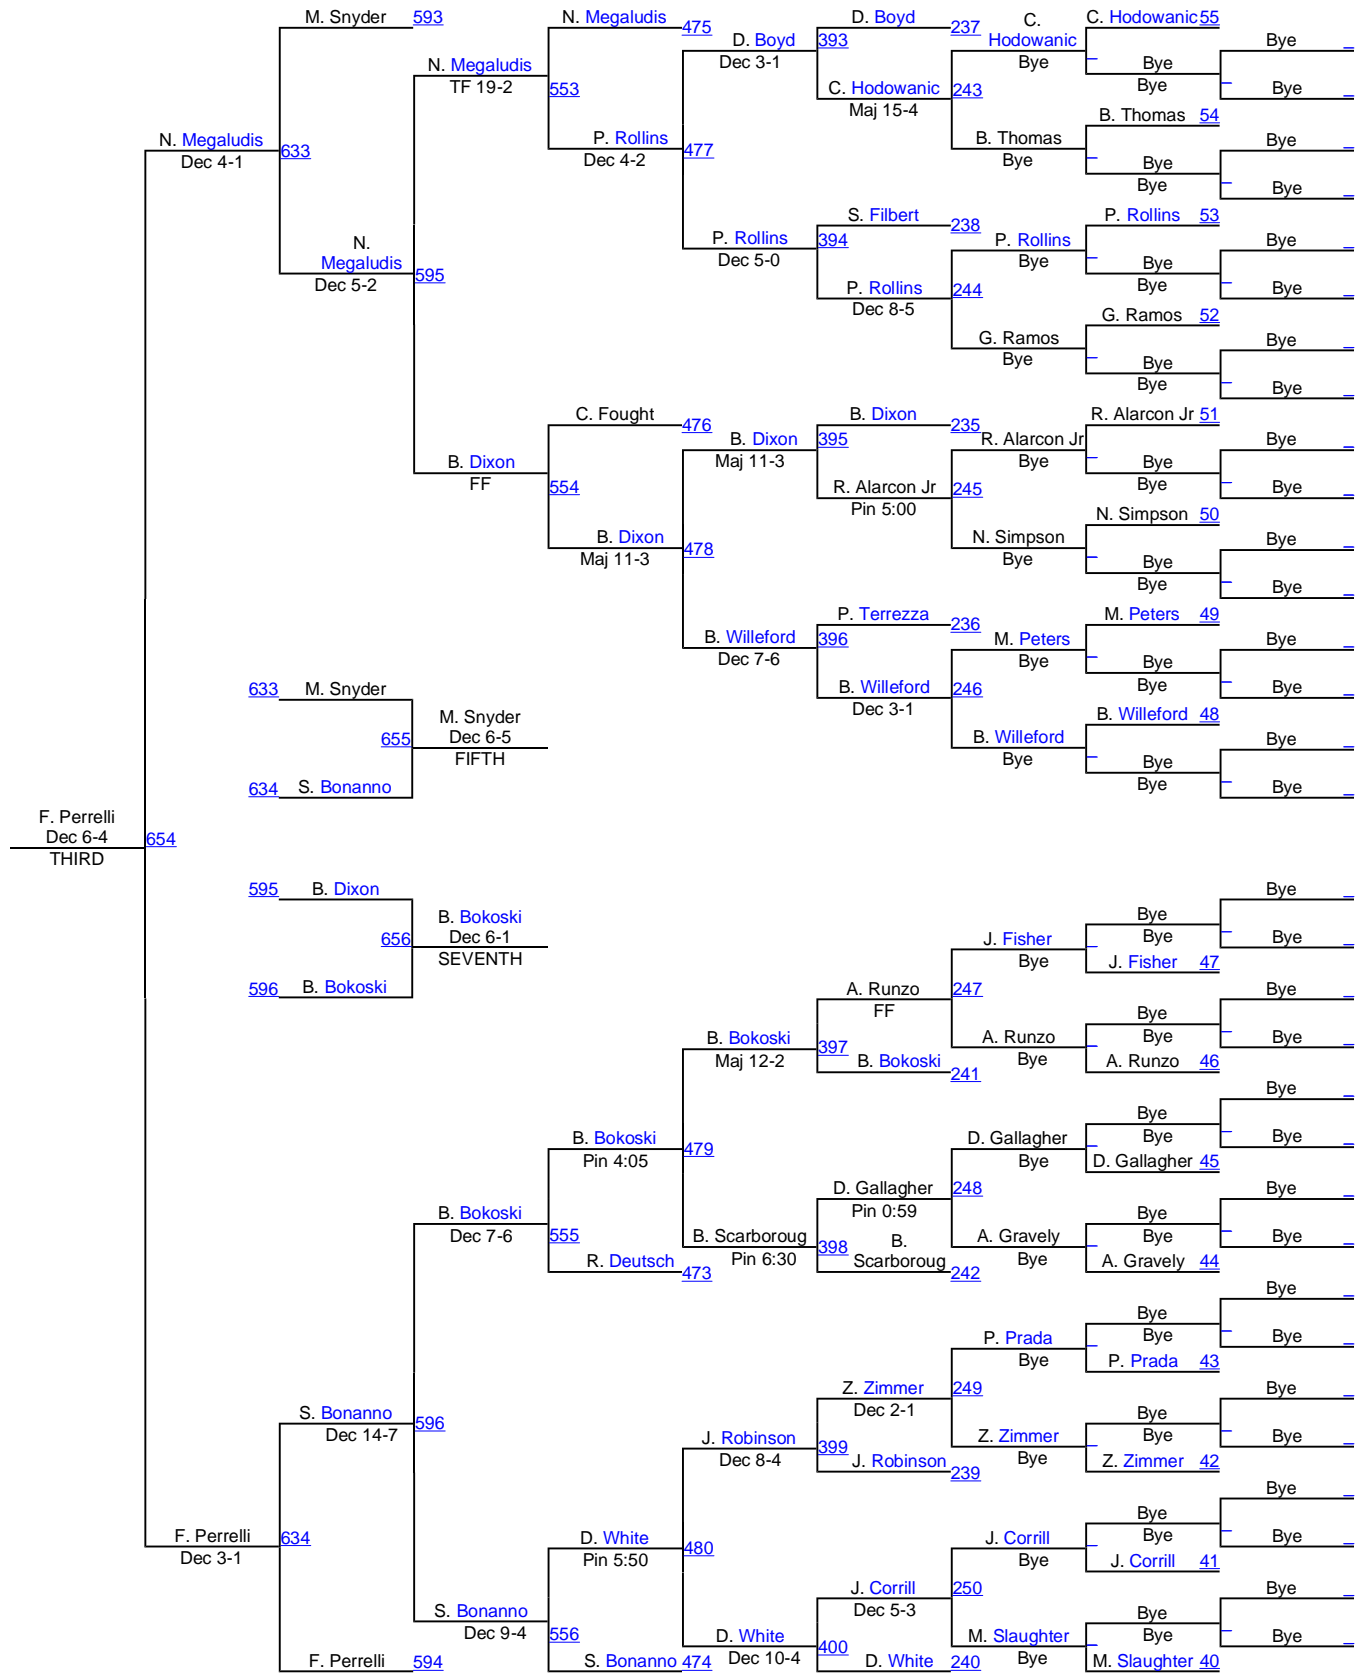 M. Snyder 593
N. Megaludis
D. Boyd
C.
Hodowanic
C. Hodowanic 55
475
237
Bye
D. Boyd
393
Dec 3-1
Bye
N. Megaludis
TF 19-2
553
C. Hodowanic
243
Maj 15-4
Bye
Bye
Bye
B. Thomas 54
N. Megaludis
Dec 4-1
633
P. Rollins
Dec 4-2
477
B. Thomas
Bye
Bye
Bye
Bye
Bye
S. Filbert
238
P. Rollins 53
N.
Megaludis
Dec 5-2
595
P. Rollins
Dec 5-0
394
P. Rollins
Bye
Bye
Bye
Bye
Bye
P. Rollins
Dec 8-5
244
G. Ramos 52
G. Ramos
Bye
Bye
Bye
Bye
Bye
C. Fought
476
B. Dixon
235
R. Alarcon Jr 51
B. Dixon
Maj 11-3
395
R. Alarcon Jr
Bye
Bye
Bye
Bye
Bye
B. Dixon
FF
554
R. Alarcon Jr
Pin 5:00
245
N. Simpson 50
B. Dixon
Maj 11-3
478
N. Simpson
Bye
Bye
Bye
Bye
Bye
P. Terrezza
236
M. Peters 49
B. Willeford
Dec 7-6
396
M. Peters
Bye
Bye
Bye
Bye
Bye
633 M. Snyder
B. Willeford
Dec 3-1
246
B. Willeford 48
655
M. Snyder
Dec 6-5
FIFTH
B. Willeford
Bye
Bye
Bye
Bye
Bye
634 S. Bonanno
F. Perrelli
Dec 6-4
THIRD
654
595 B. Dixon
656
B. Bokoski
Dec 6-1
SEVENTH
596 B. Bokoski
Bye
Bye
Bye
Bye
J. Fisher
Bye
J. Fisher 47
A. Runzo
FF
247
Bye
Bye
Bye
Bye
B. Bokoski
Maj 12-2
397
A. Runzo
Bye
B. Bokoski
241
A. Runzo 46
Bye
Bye
Bye
Bye
B. Bokoski
Pin 4:05
479
D. Gallagher
Bye
D. Gallagher 45
D. Gallagher
Pin 0:59
248
Bye
Bye
Bye
Bye
B. Bokoski
Dec 7-6
555
B. Scarboroug
Pin 6:30
398
B.
Scarboroug
242
A. Gravely
Bye
A. Gravely 44
R. Deutsch
473
Bye
Bye
Bye
Bye
P. Prada
Bye
P. Prada 43
Z. Zimmer
Dec 2-1
249
Bye
Bye
Bye
Bye
S. Bonanno
Dec 14-7
596
J. Robinson
Dec 8-4
399
Z. Zimmer
Bye
J. Robinson
239
Z. Zimmer 42
Bye
Bye
Bye
Bye
F. Perrelli
Dec 3-1
634
D. White
Pin 5:50
480
J. Corrill
Bye
J. Corrill 41
J. Corrill
Dec 5-3
250
Bye
Bye
Bye
Bye
S. Bonanno
Dec 9-4
556
D. White
Dec 10-4
400
M. Slaughter
Bye
F. Perrelli 594
S. Bonanno 474
D. White 240
M. Slaughter 40